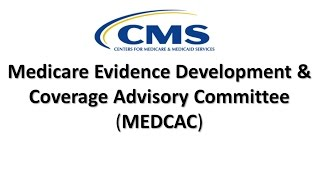 CMS
CENTERS FOR MEDICARE & MEDICAID SERVICES
Medicare Evidence Development &
Coverage Advisory Committee
(MEDCAC)